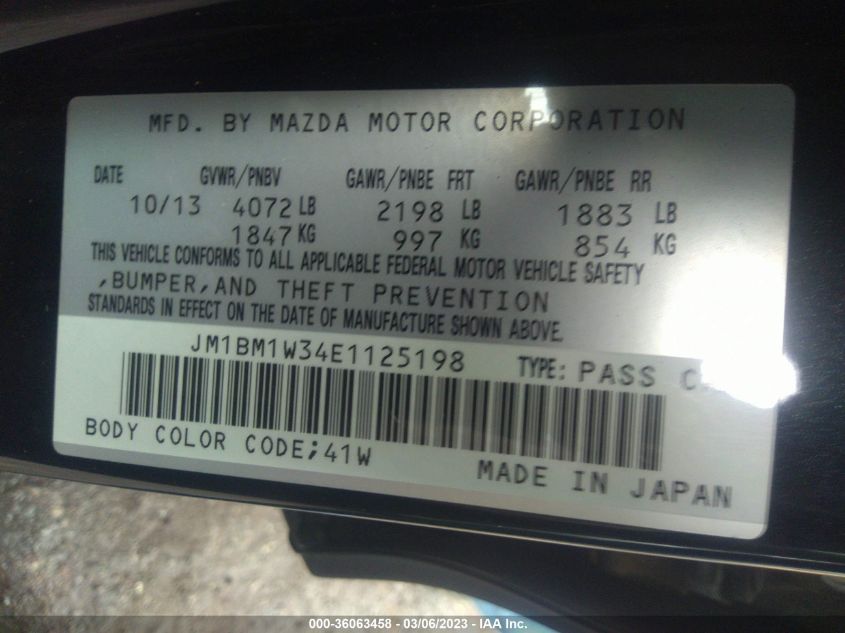 MFD. BY MAZDA MOTOR CORPORATION
DATE GVWR/PNBV GAWR/PNBE FRT GAWR/PNBE RR
10/13 4072 LB 2198 LB 1883 LB
1847 KG 997 KG 854 KG
THIS VEHICLE CONFORMS TO ALL APPLICABLE FEDERAL MOTOR VEHICLE SAFETY
,BUMPER,AND THEFT PREVENTION
STANDARDS IN EFFECT ON THE DATE OF MANUFACTURE SHOWN ABOVE.
JM1BM1W34E1125198 TYPE: PASS
BODY COLOR CODE;41W
MADE IN JAPAN
000-36063458 — 03/06/2023 — IAA Inc.